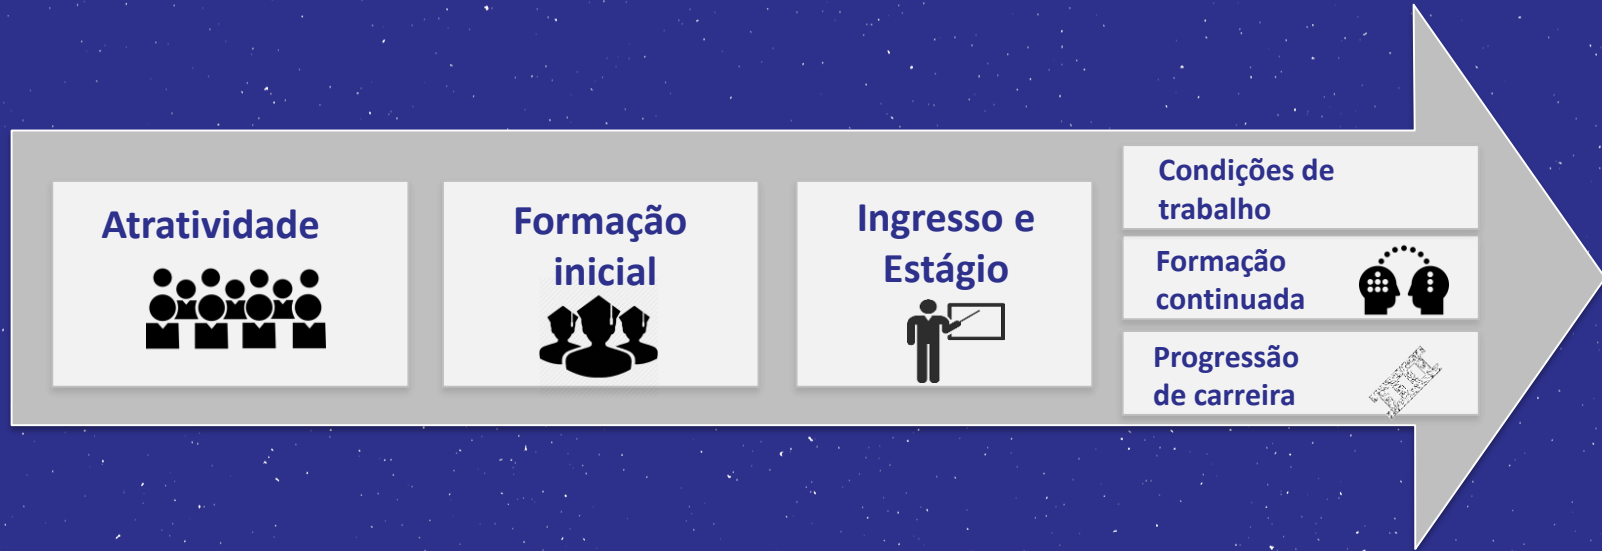 Atratividade
Formação
inicial
Ingresso e
Estágio
Condições de
trabalho
Formação
continuada
Progressão
de carreira